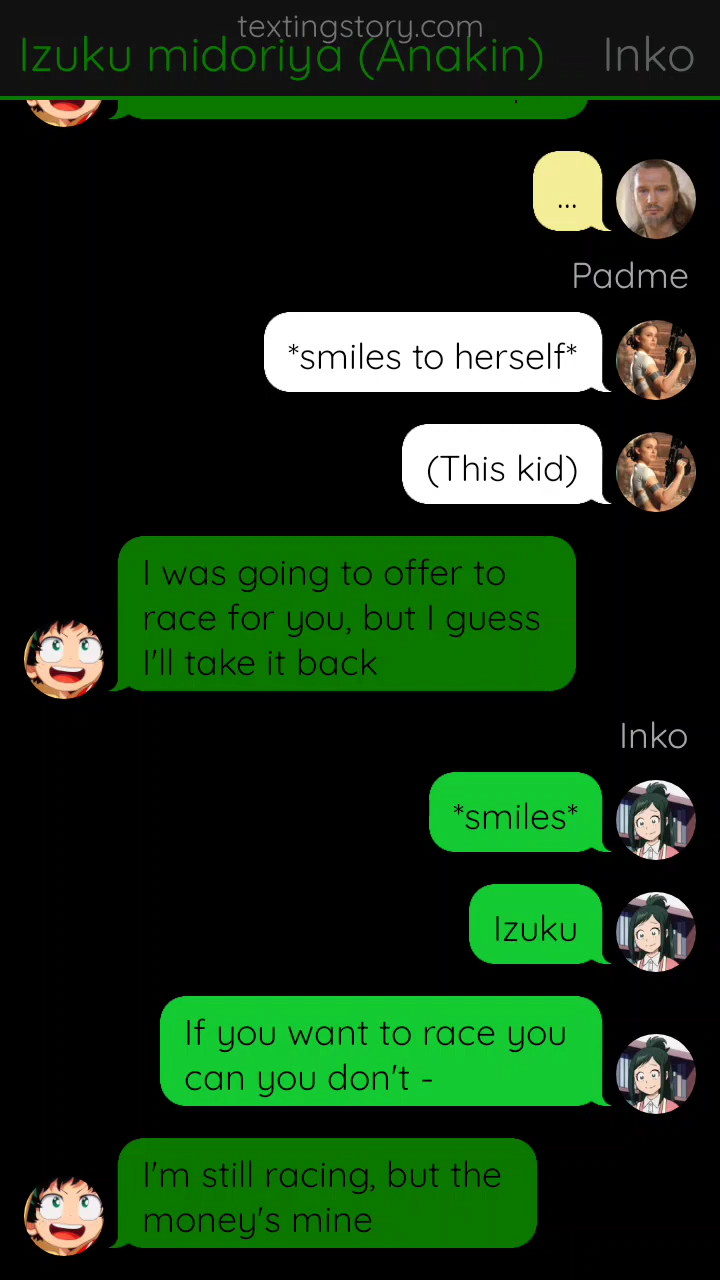 textingstory.com
Izuku midoriya (Anakin)
Inko
...
Padme
*smiles to herself*
(This kid)
I was going to offer to
race for you, but I guess
I'll take it back
Inko
*smiles*
Izuku
If you want to race you
can you don't -
I'm still racing, but the
money's mine